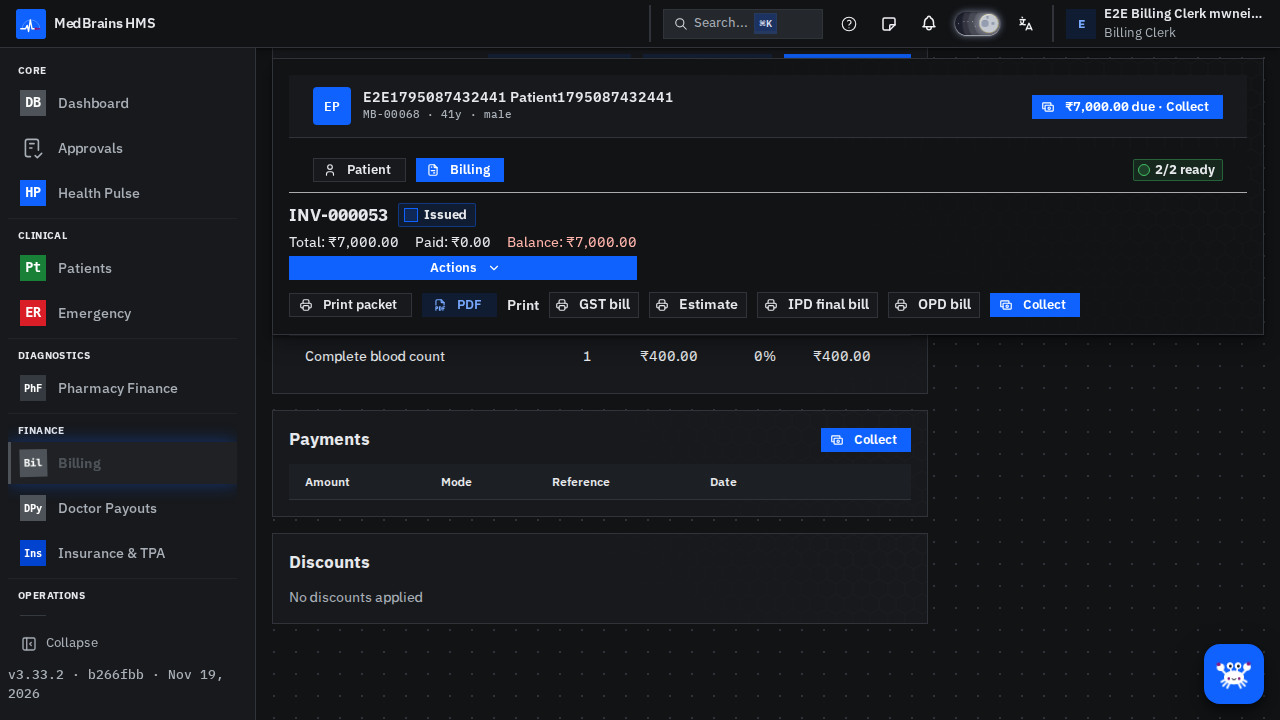 MedBrains HMS
Search... ⌘K
E
E2E Billing Clerk mwnei...
Billing Clerk
CORE
DB Dashboard
Approvals
HP Health Pulse
CLINICAL
Pt Patients
ER Emergency
DIAGNOSTICS
PhF Pharmacy Finance
FINANCE
Bil Billing
DPy Doctor Payouts
Ins Insurance & TPA
OPERATIONS
Collapse
v3.33.2 · b266fbb · Nov 19,
2026
EP
E2E1795087432441 Patient1795087432441
MB-00068 · 41y · male
₹7,000.00 due · Collect
Patient Billing
2/2 ready
INV-000053 Issued
Total: ₹7,000.00 Paid: ₹0.00 Balance: ₹7,000.00
Actions
Print packet PDF Print GST bill Estimate IPD final bill OPD bill Collect
Complete blood count 1 ₹400.00 0% ₹400.00
Payments Collect
Amount Mode Reference Date
Discounts
No discounts applied